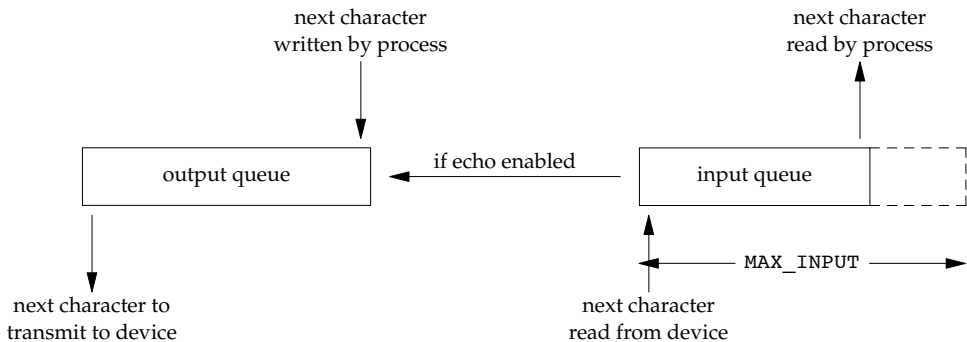 next character
written by process
next character
read by process
output queue
if echo enabled
input queue
MAX_INPUT
next character to
transmit to device
next character
read from device